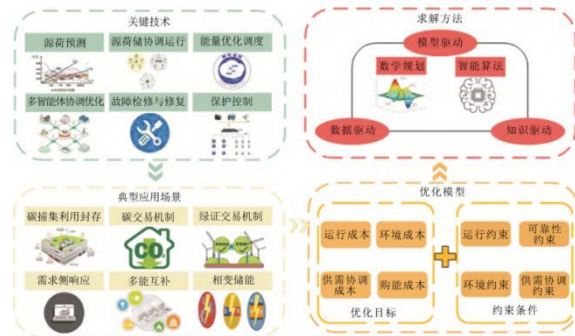 关键技术
源荷预测
源荷储协调运行
能量优化调度
多智能体协调优化
故障检修与修复
保护控制
求解方法
模型驱动
数学规划
智能算法
数据驱动
知识驱动
典型应用场景
碳捕集利用封存
碳交易机制
绿证交易机制
CO₂
需求侧响应
多能互补
相变储能
优化模型
运行成本
环境成本
供需协调
成本
购能成本
优化目标
运行约束
可靠性
约束
环境约束
供需协调
约束
约束条件